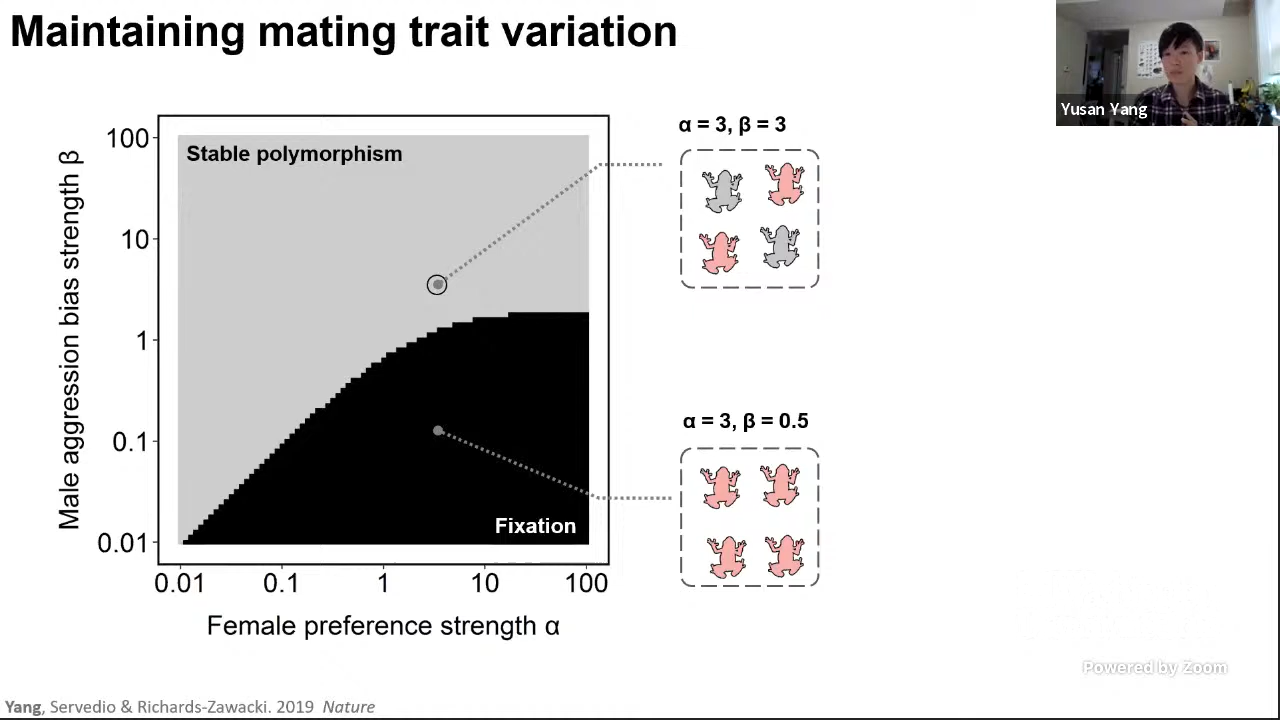 Maintaining mating trait variation
Yusan Yang
Male aggression bias strength β
100
10
1
0.1
0.01
Stable polymorphism
Fixation
0.01 0.1 1 10 100
Female preference strength α
α = 3, β = 3
α = 3, β = 0.5
Powered by Zoom
Yang, Servedio & Richards-Zawacki. 2019 Nature